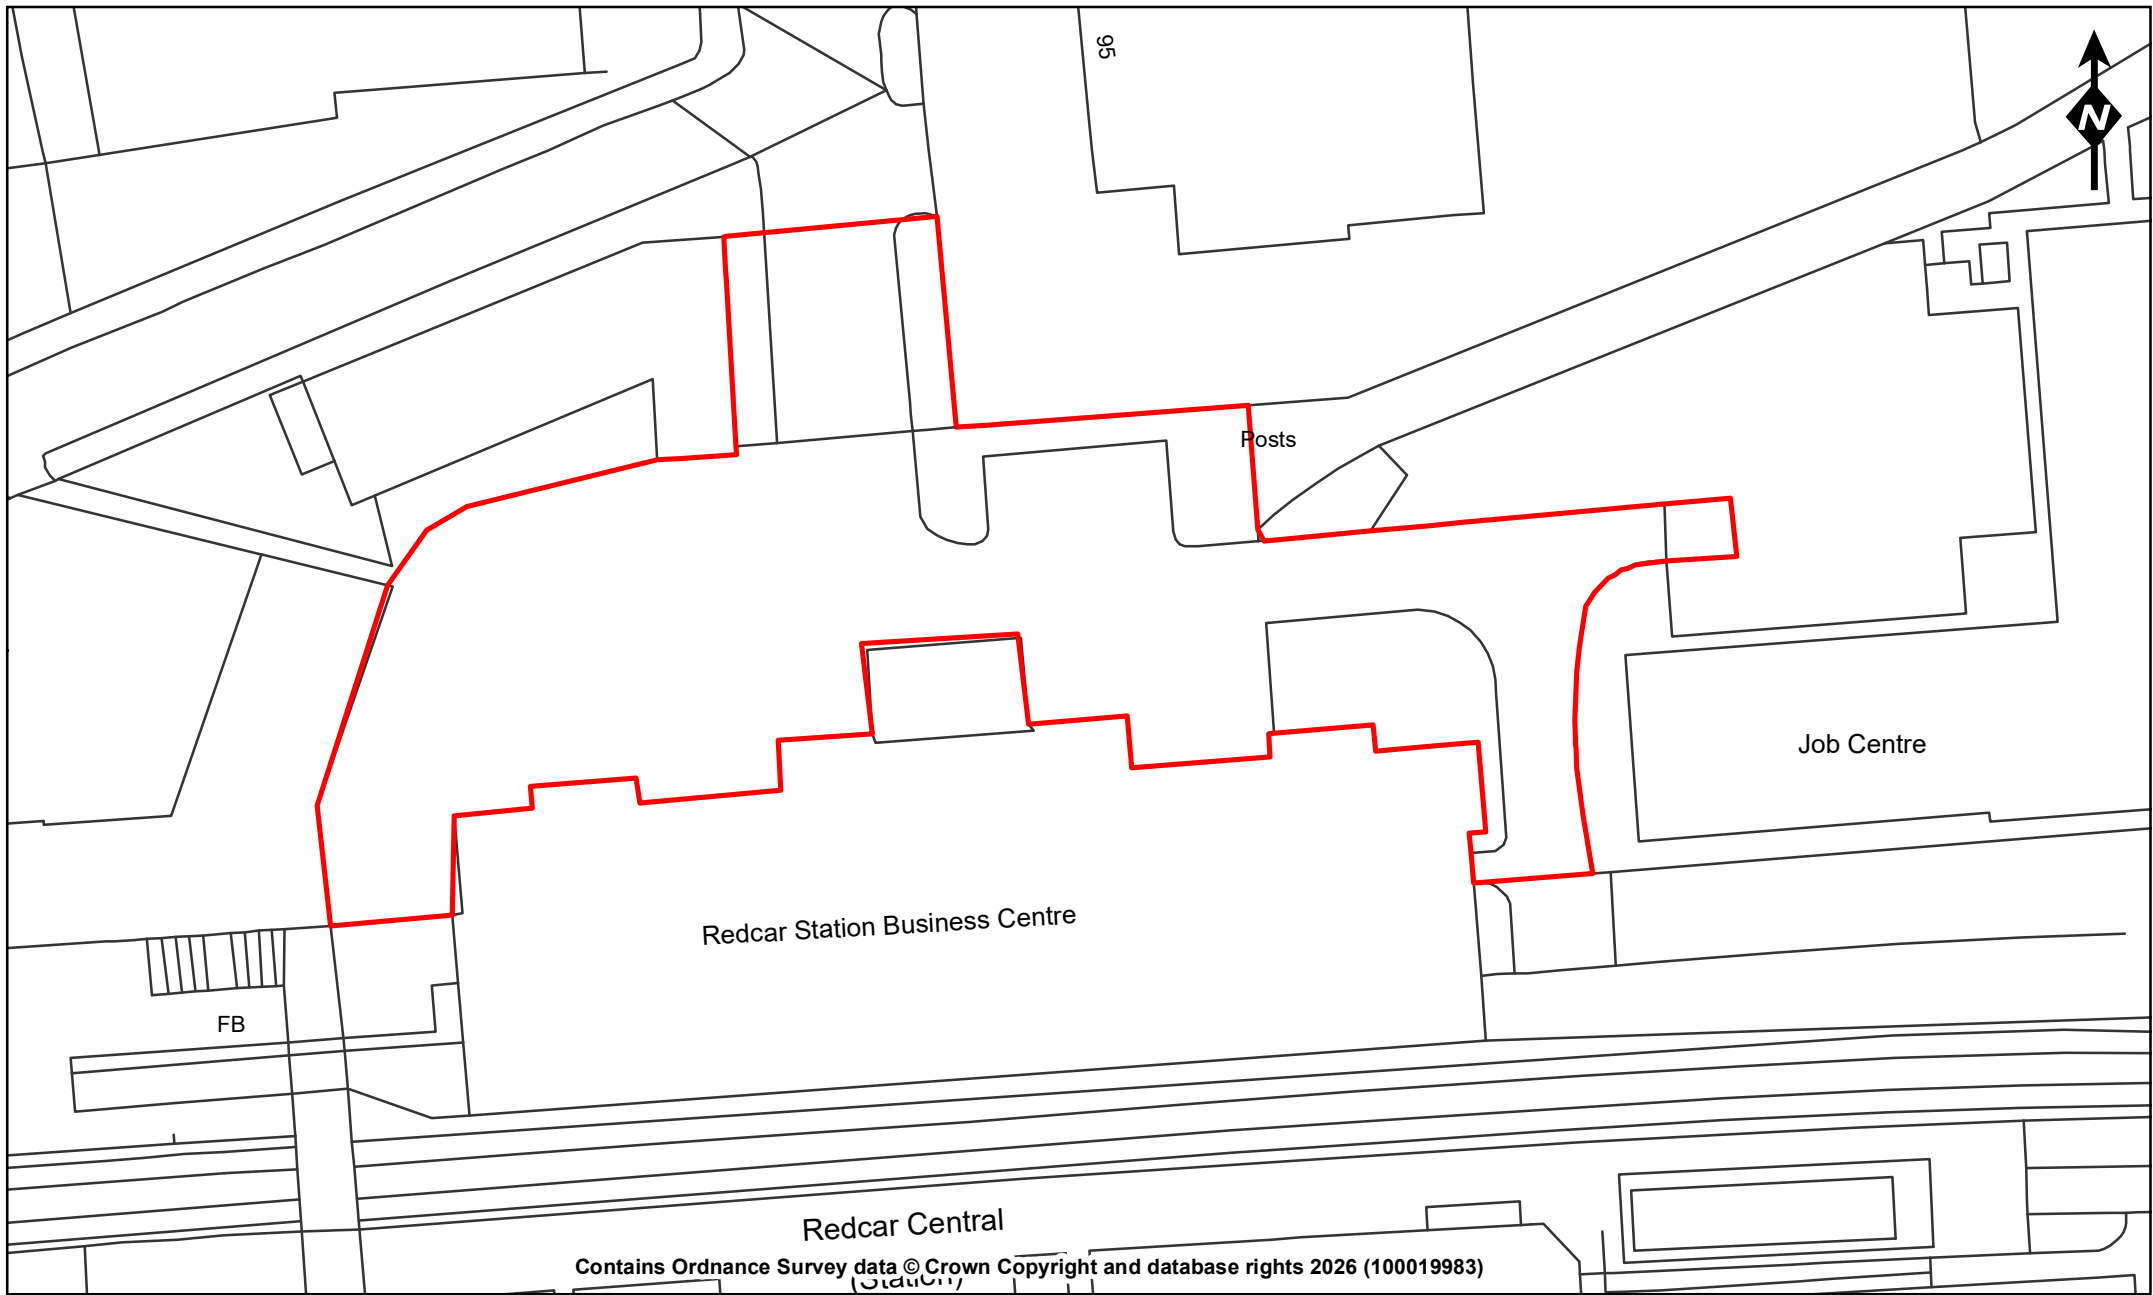 95
N
Posts
Job Centre
Redcar Station Business Centre
FB
Redcar Central
(Station)
Contains Ordnance Survey data © Crown Copyright and database rights 2026 (100019983)